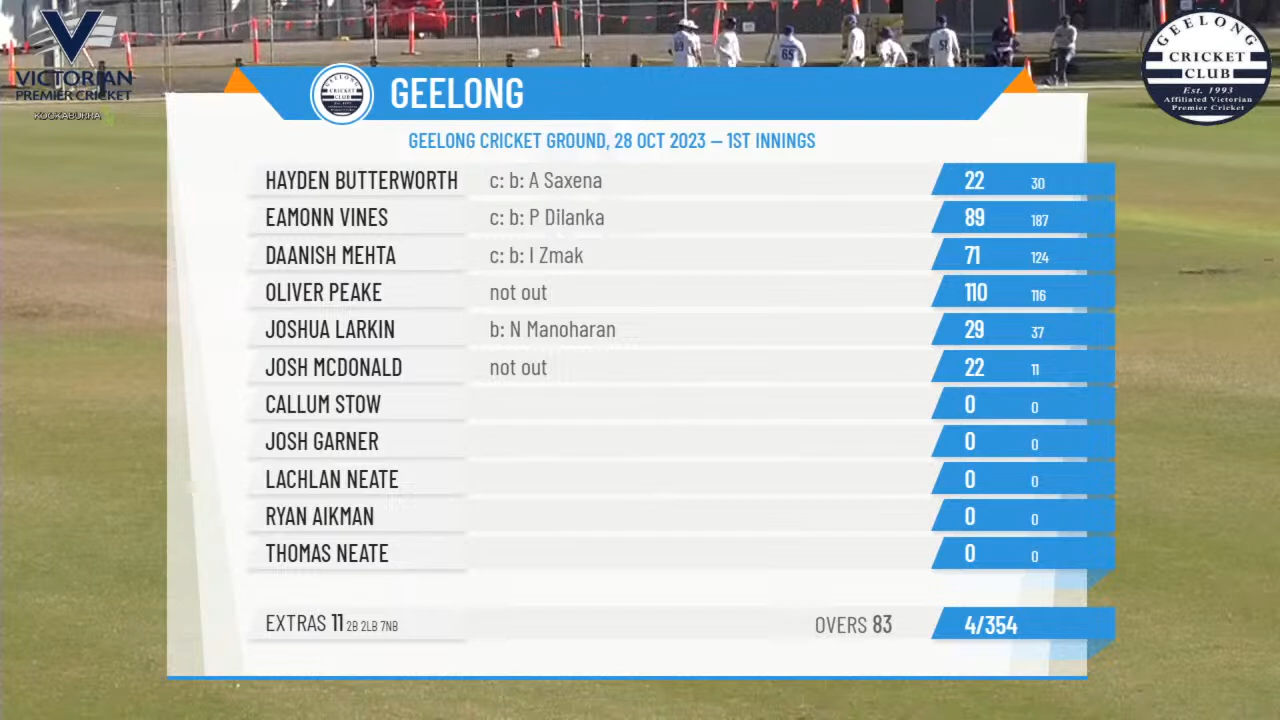 VICTORIAN
PREMIER CRICKET
KOOKABURRA
GEELONG
CRICKET
CLUB
Est. 1993
Affiliated Victorian
Premier Cricket
GEELONG
GEELONG CRICKET GROUND, 28 OCT 2023 – 1ST INNINGS
HAYDEN BUTTERWORTH c: b: A Saxena 22 30
EAMONN VINES c: b: P Dilanka 89 187
DAANISH MEHTA c: b: I Zmak 71 124
OLIVER PEAKE not out 110 116
JOSHUA LARKIN b: N Manoharan 29 37
JOSH MCDONALD not out 22 11
CALLUM STOW 0 0
JOSH GARNER 0 0
LACHLAN NEATE 0 0
RYAN AIKMAN 0 0
THOMAS NEATE 0 0
EXTRAS 11 2B 2LB 7NB OVERS 83 4/354